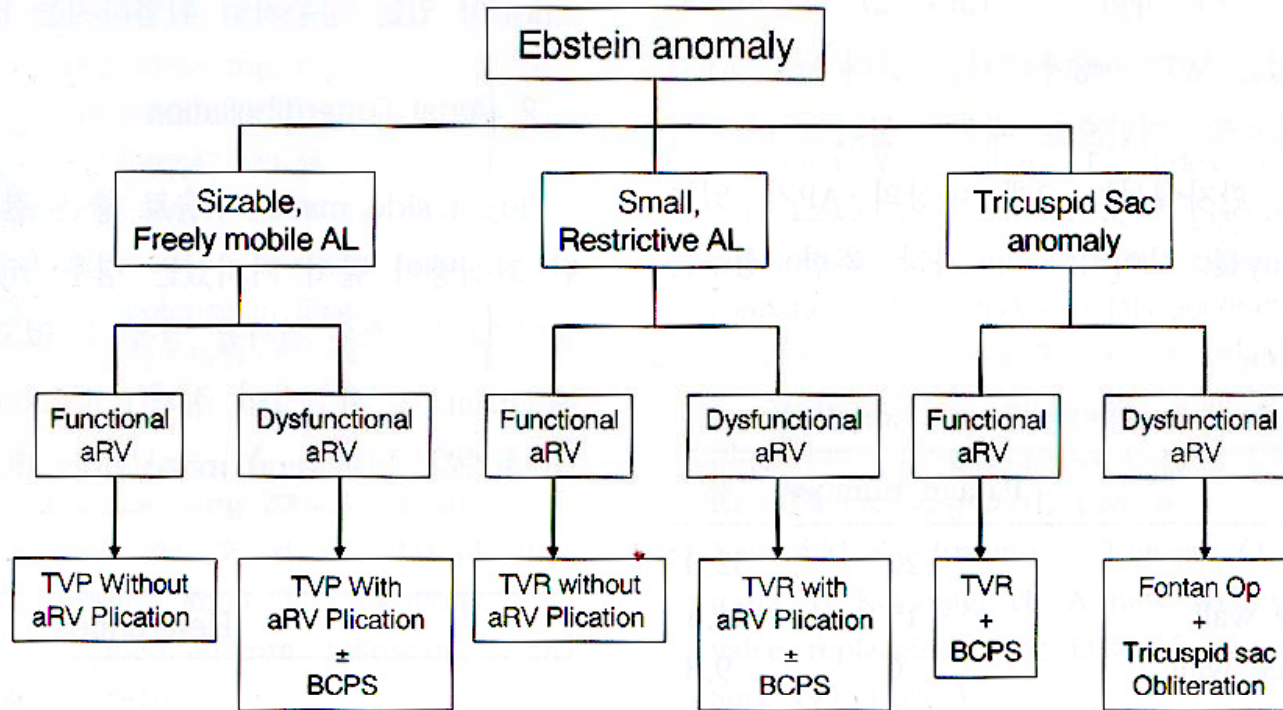 Ebstein anomaly
Sizable,
Freely mobile AL
Small,
Restrictive AL
Tricuspid Sac
anomaly
Functional
aRV
Dysfunctional
aRV
Functional
aRV
Dysfunctional
aRV
Functional
aRV
Dysfunctional
aRV
TVP Without
aRV Plication
TVP With
aRV Plication
±
BCPS
TVR without
aRV Plication
TVR with
aRV Plication
±
BCPS
TVR
+
BCPS
Fontan Op
+
Tricuspid sac
Obliteration